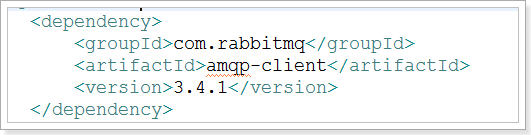 <dependency>
    <groupId>com.rabbitmq</groupId>
    <artifactId>amqp-client</artifactId>
    <version>3.4.1</version>
</dependency>